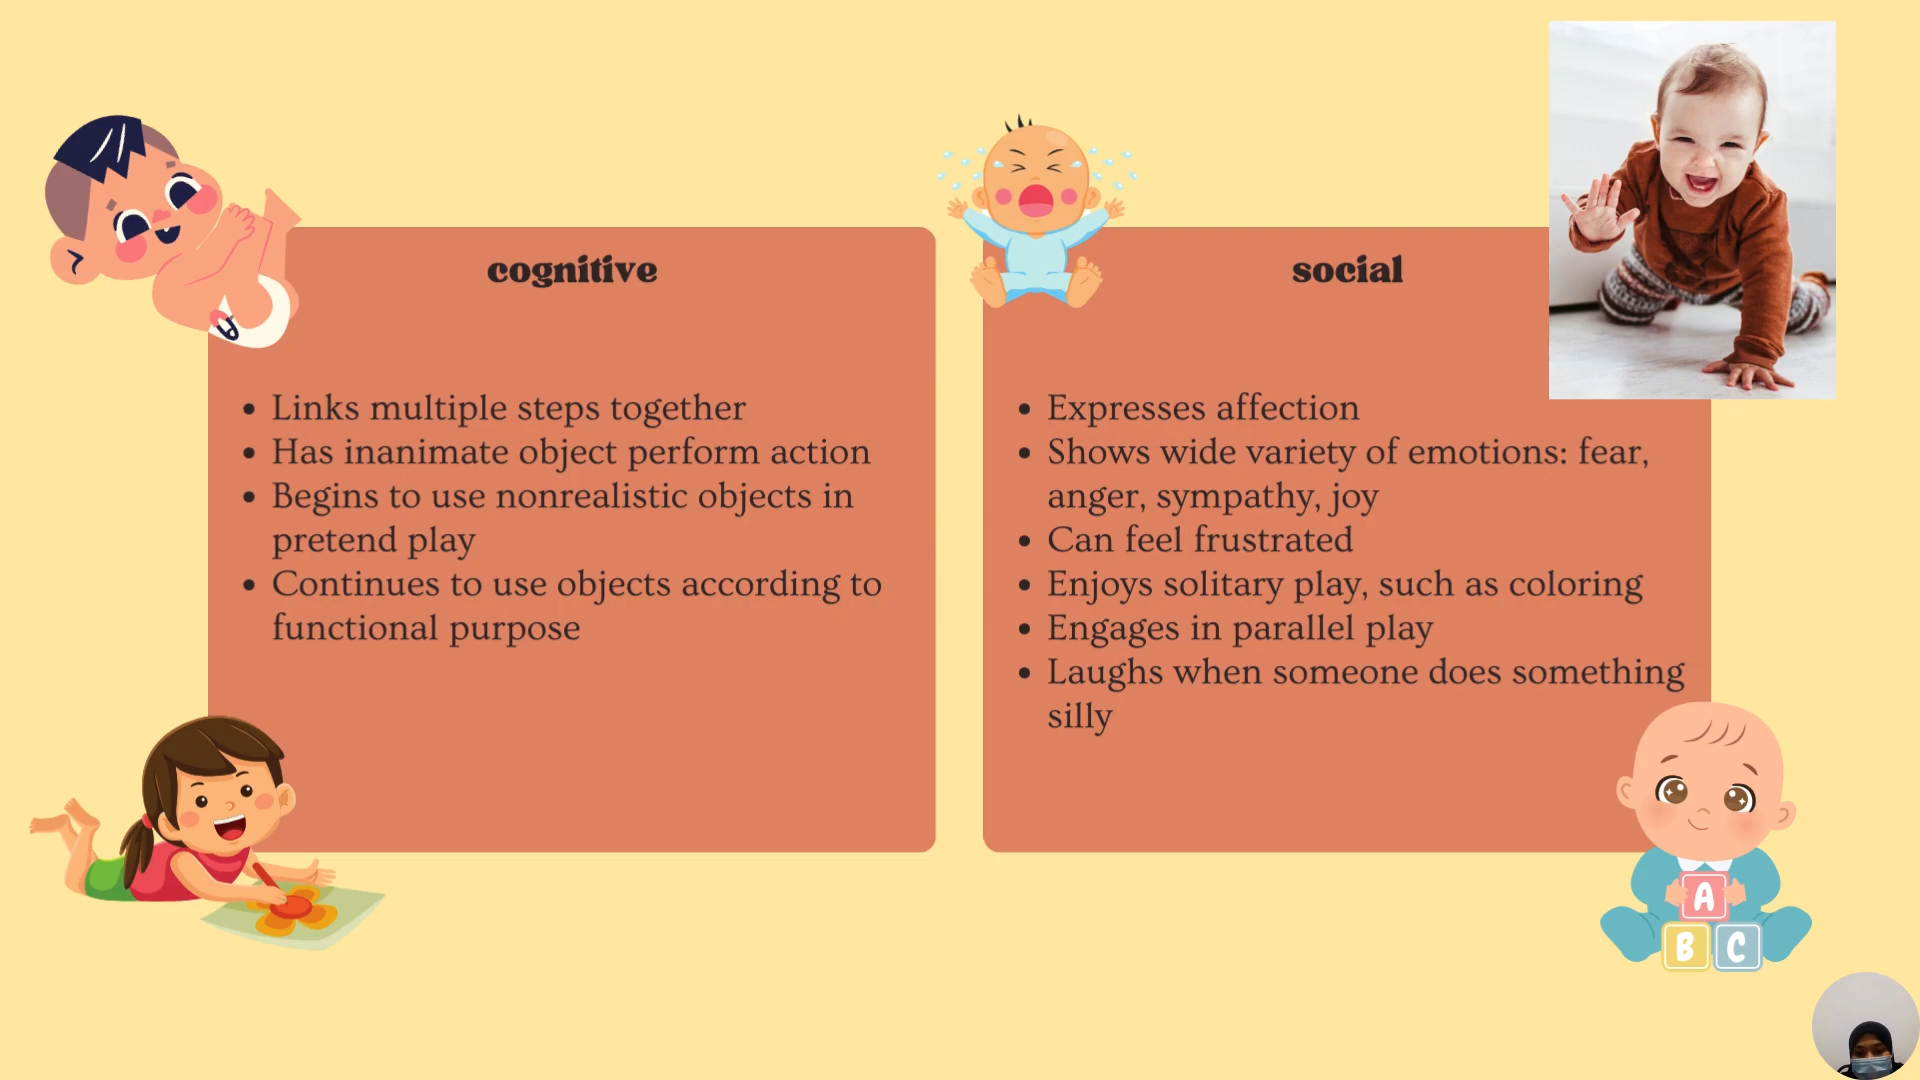 cognitive
• Links multiple steps together
• Has inanimate object perform action
• Begins to use nonrealistic objects in
pretend play
• Continues to use objects according to
functional purpose
social
• Expresses affection
• Shows wide variety of emotions: fear,
anger, sympathy, joy
• Can feel frustrated
• Enjoys solitary play, such as coloring
• Engages in parallel play
• Laughs when someone does something
silly
A
B C